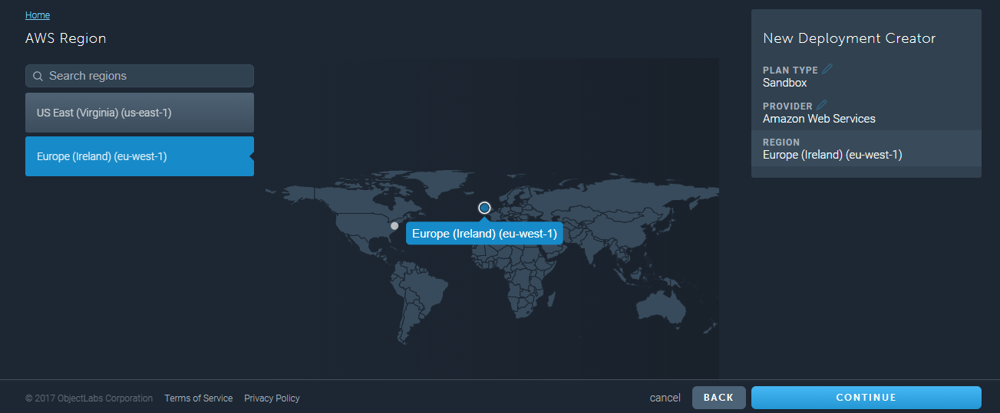 Home
AWS Region
Search regions
US East (Virginia) (us-east-1)
Europe (Ireland) (eu-west-1)
Europe (Ireland) (eu-west-1)
New Deployment Creator
PLAN TYPE
Sandbox
PROVIDER
Amazon Web Services
REGION
Europe (Ireland) (eu-west-1)
© 2017 ObjectLabs Corporation Terms of Service Privacy Policy
cancel BACK CONTINUE